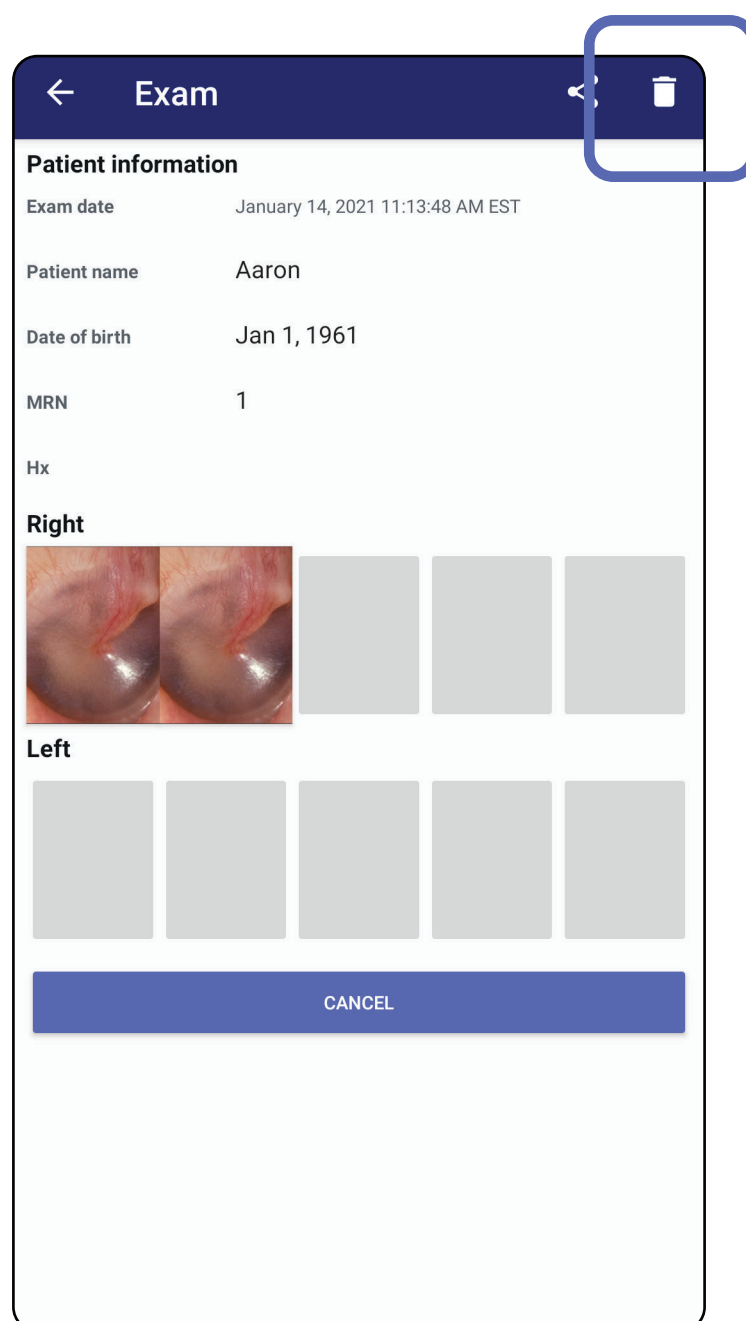 Exam
Patient information
Exam date January 14, 2021 11:13:48 AM EST
Patient name Aaron
Date of birth Jan 1, 1961
MRN 1
Hx
Right
Left
CANCEL